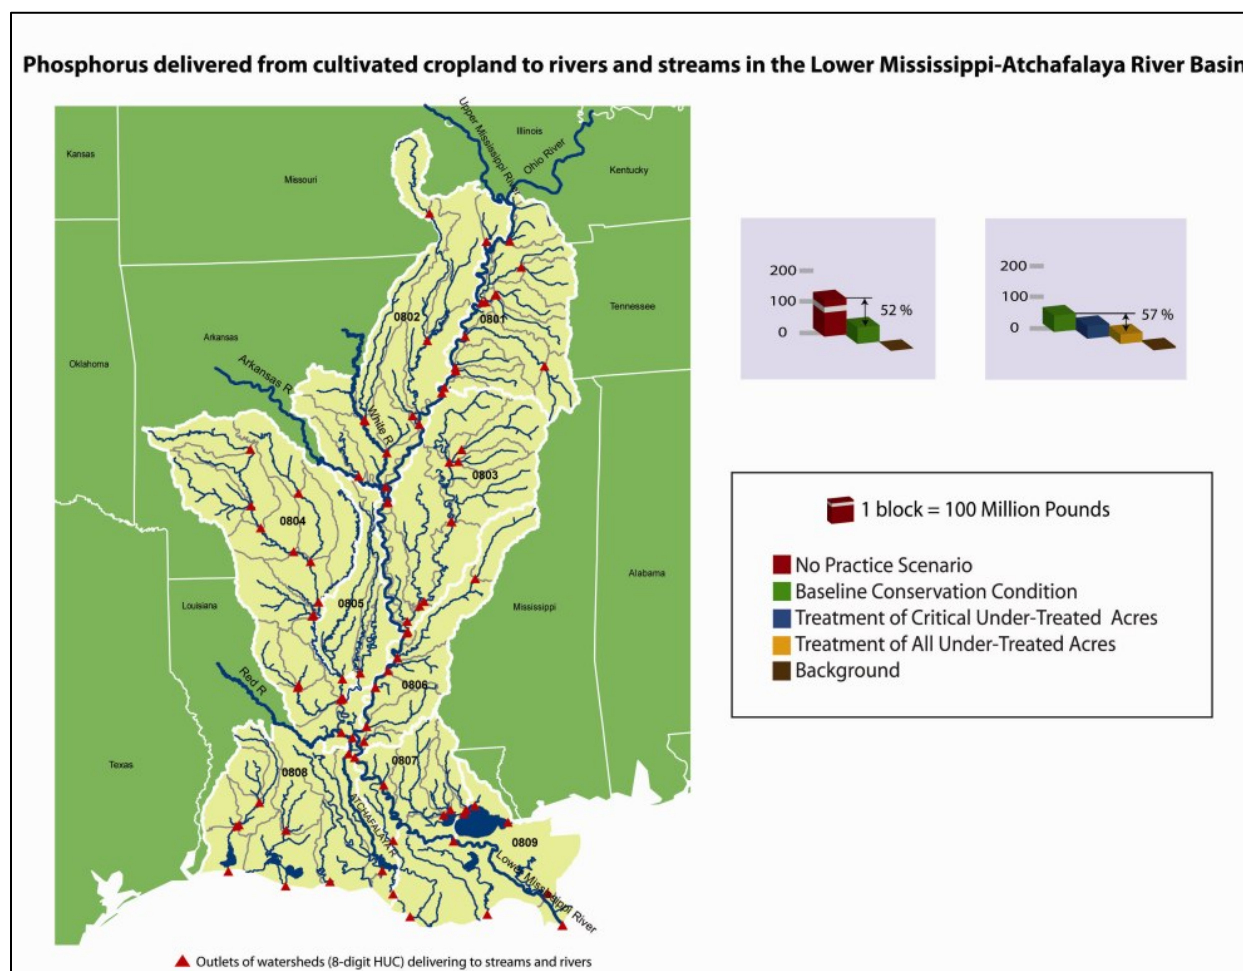 Phosphorus delivered from cultivated cropland to rivers and streams in the Lower Mississippi-Atchafalaya River Basin
Upper Mississippi River
Illinois
Ohio River
Kansas
Missouri
Kentucky
0802
0801
Tennessee
Arkansas
Oklahoma
Arkansas R.
White R.
0803
0804
0805
Alabama
Louisiana
Mississippi
Red R.
0806
Texas
0808
0807
ATCHAFALAYA R.
0809
Lower Mississippi River
Outlets of watersheds (8-digit HUC) delivering to streams and rivers
200
100
0
52 %
200
100
0
57 %
1 block = 100 Million Pounds
No Practice Scenario
Baseline Conservation Condition
Treatment of Critical Under-Treated Acres
Treatment of All Under-Treated Acres
Background